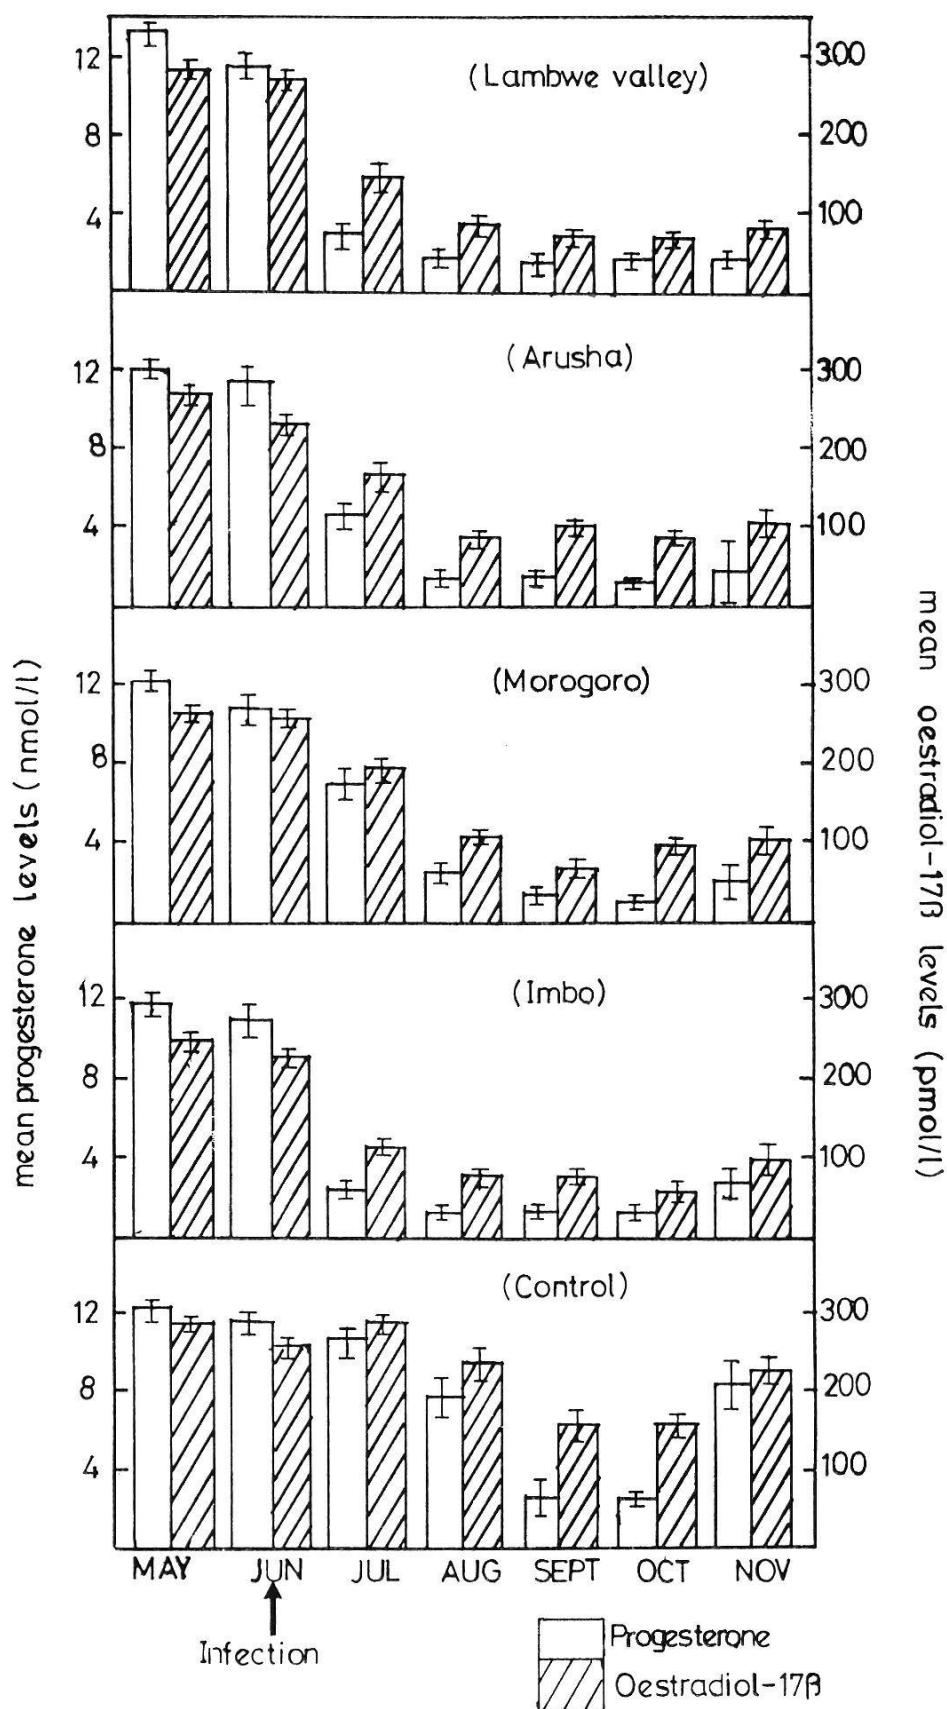 mean progesterone levels (nmol/l)
mean oestradiol-17β levels (pmol/l)
(Lambwe valley)
12
8
4
300
200
100
(Arusha)
12
8
4
300
200
100
(Morogoro)
12
8
4
300
200
100
(Imbo)
12
8
4
300
200
100
(Control)
12
8
4
300
200
100
MAY JUN JUL AUG SEPT OCT NOV
Infection
Progesterone
Oestradiol-17β